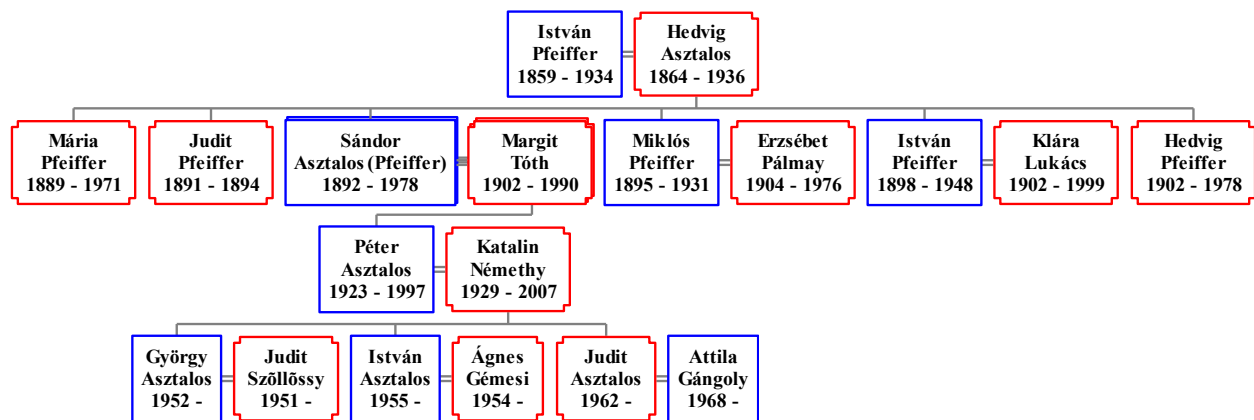 István
Pfeiffer
1859 - 1934
Hedvig
Asztalos
1864 - 1936
Mária
Pfeiffer
1889 - 1971
Judit
Pfeiffer
1891 - 1894
Sándor
Asztalos (Pfeiffer)
1892 - 1978
Margit
Tóth
1902 - 1990
Miklós
Pfeiffer
1895 - 1931
Erzsébet
Pálmay
1904 - 1976
István
Pfeiffer
1898 - 1948
Klára
Lukács
1902 - 1999
Hedvig
Pfeiffer
1902 - 1978
Péter
Asztalos
1923 - 1997
Katalin
Némethy
1929 - 2007
György
Asztalos
1952 -
Judit
Szõllõssy
1951 -
István
Asztalos
1955 -
Ágnes
Gémesi
1954 -
Judit
Asztalos
1962 -
Attila
Gángoly
1968 -